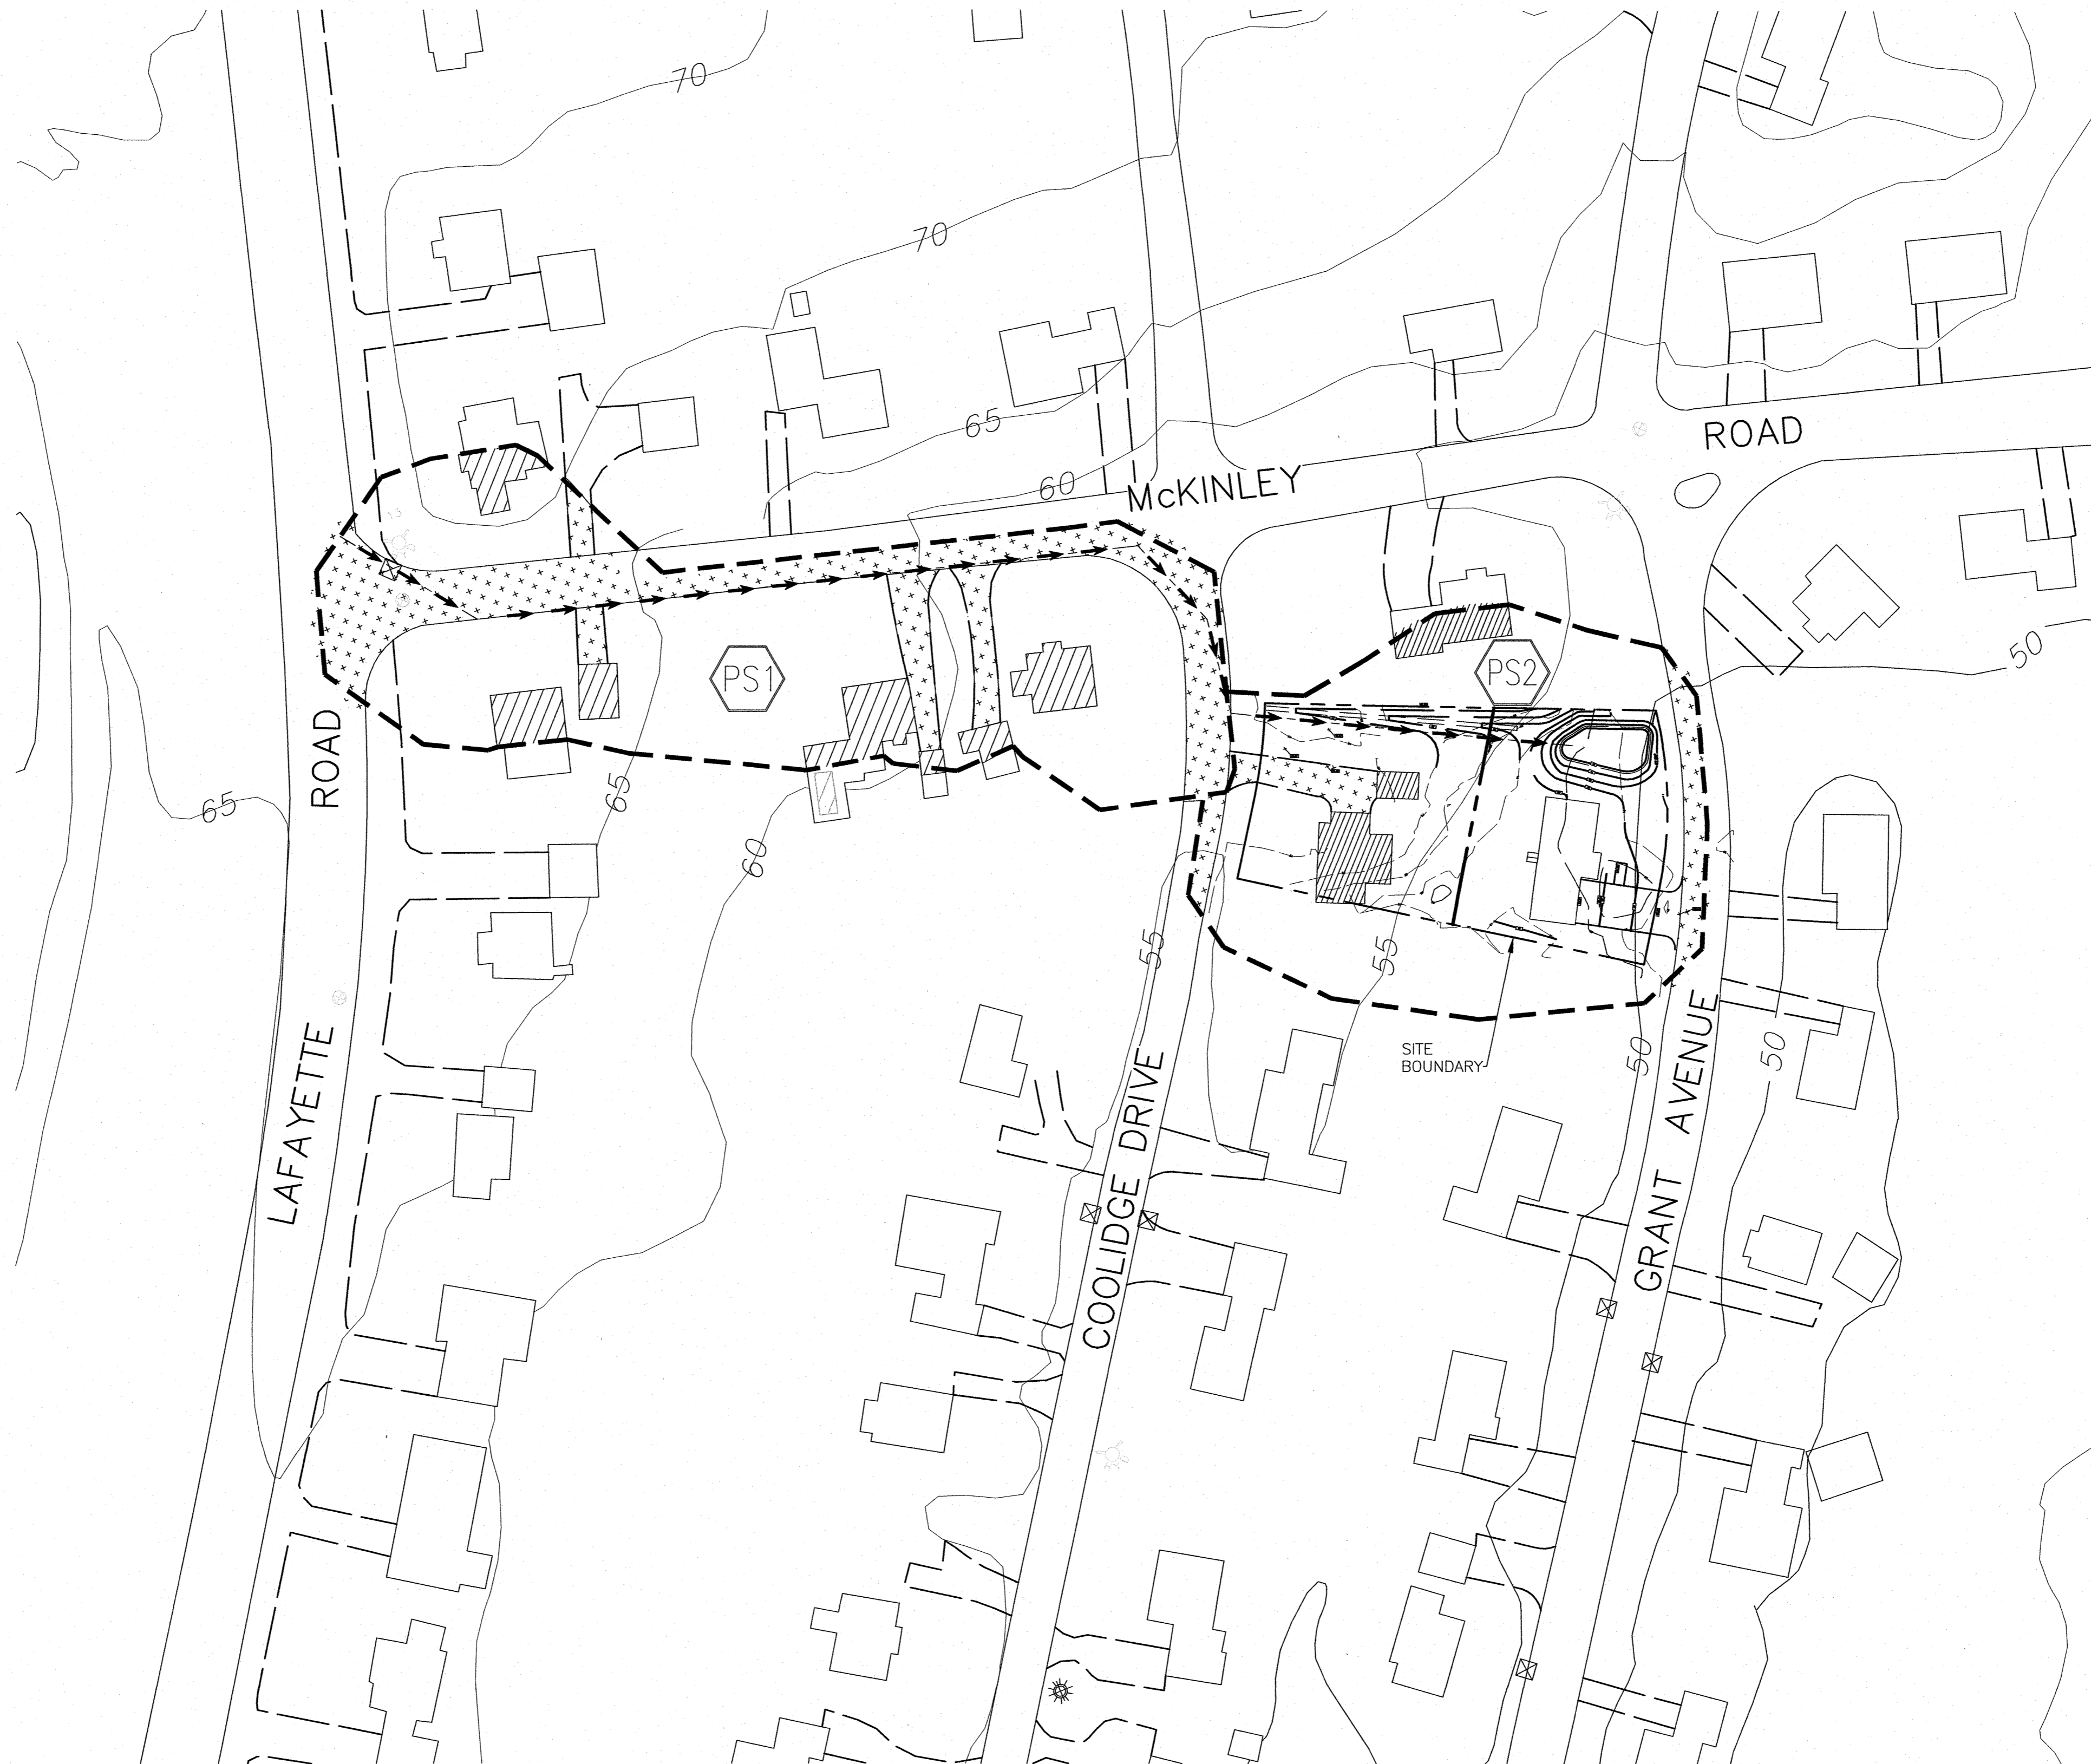 70
70
65
60
McKINLEY
ROAD
50
PS1
PS2
ROAD
65
65
60
55
55
SITE
BOUNDARY
50
50
LAFAYETTE
COOLIDGE DRIVE
GRANT AVENUE